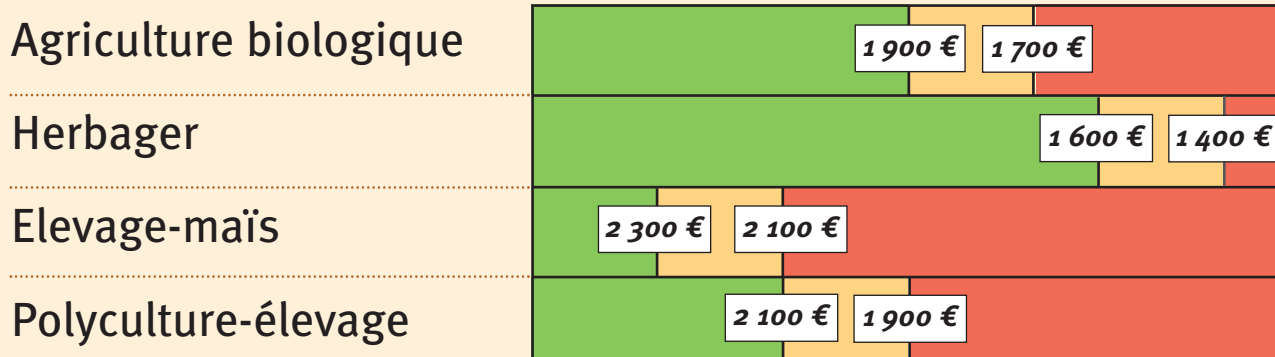 Agriculture biologique 1 900 € 1 700 €
Herbager 1 600 € 1 400 €
Elevage-maïs 2 300 € 2 100 €
Polyculture-élevage 2 100 € 1 900 €